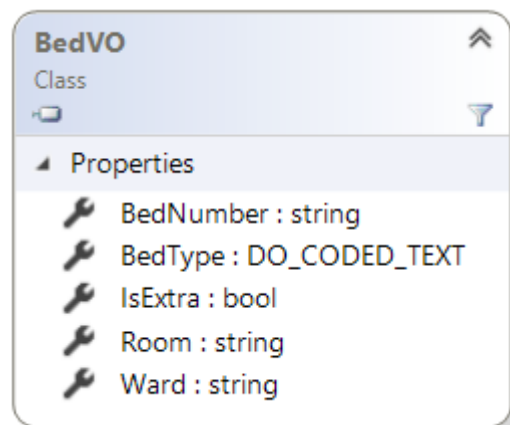 BedVO
Class
Properties
BedNumber : string
BedType : DO_CODED_TEXT
IsExtra : bool
Room : string
Ward : string